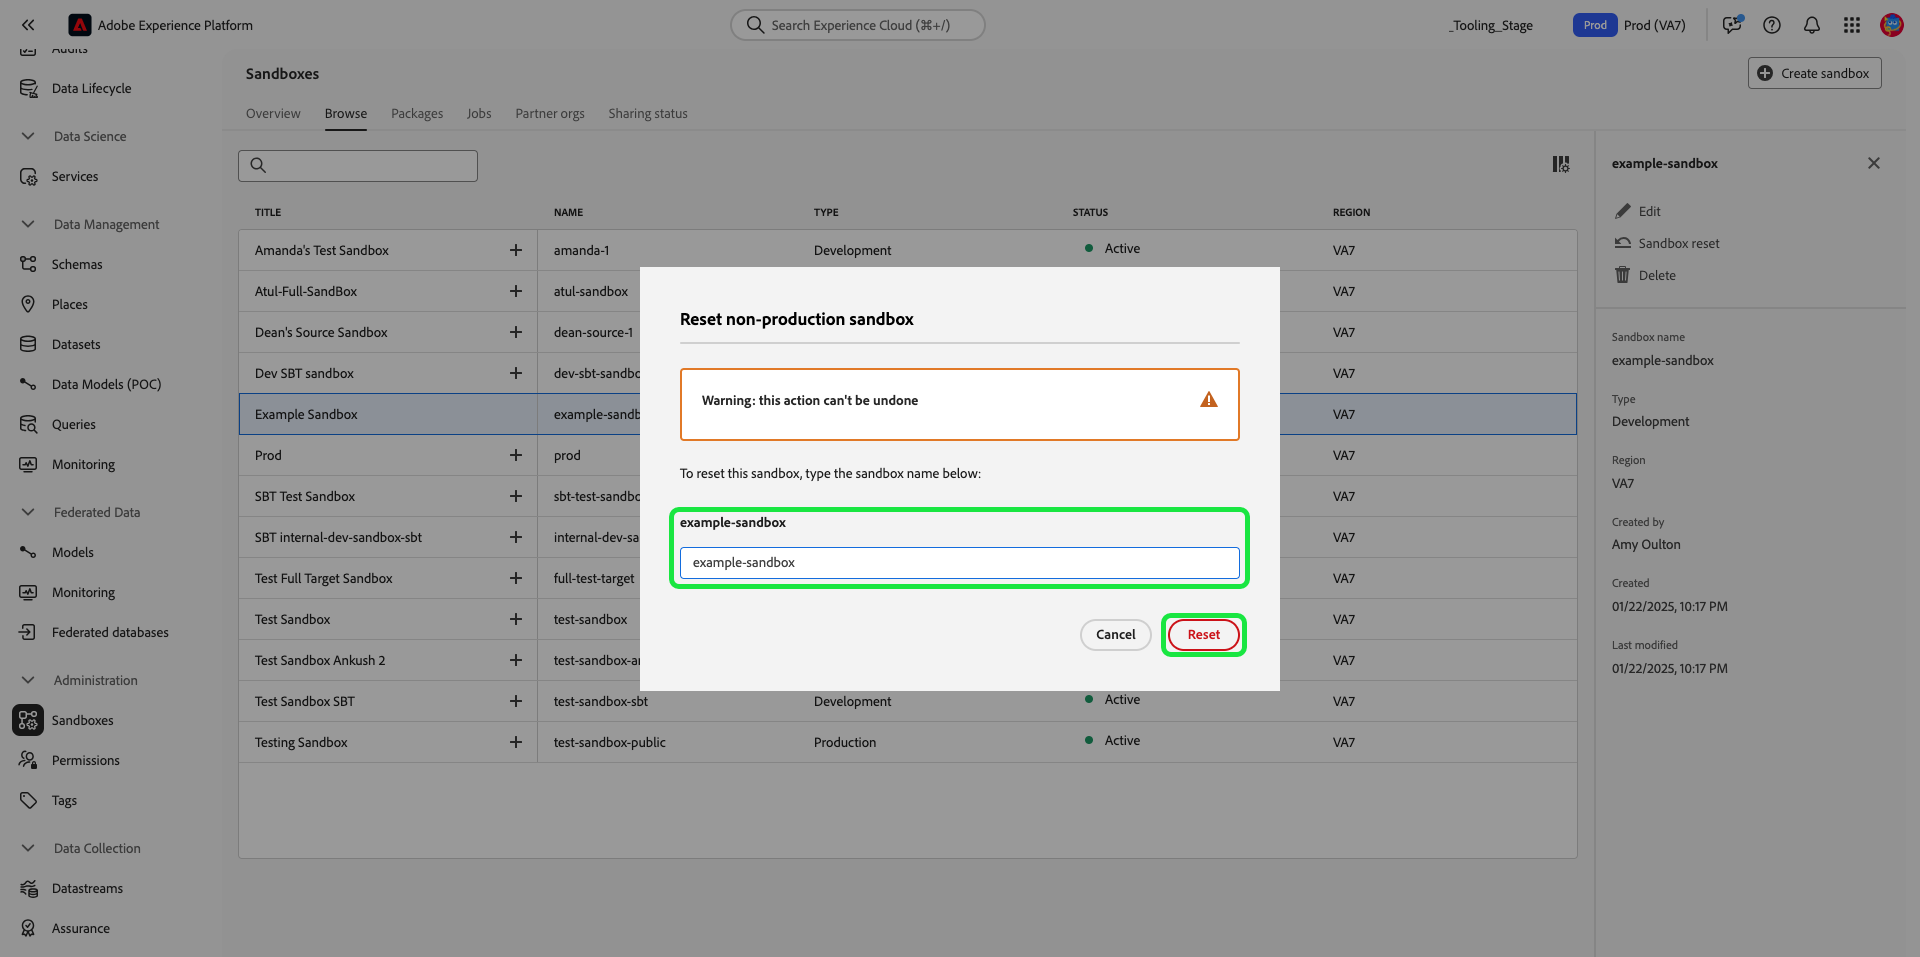 Adobe Experience Platform
Search Experience Cloud (⌘+/)
_Tooling_Stage
Prod
Prod (VA7)
Audits
Data Lifecycle
Data Science
Services
Data Management
Schemas
Places
Datasets
Data Models (POC)
Queries
Monitoring
Federated Data
Models
Monitoring
Federated databases
Administration
Sandboxes
Permissions
Tags
Data Collection
Datastreams
Assurance
Sandboxes
Create sandbox
Overview Browse Packages Jobs Partner orgs Sharing status
TITLE NAME TYPE STATUS REGION
Amanda's Test Sandbox amanda-1 Development Active VA7
Atul-Full-SandBox atul-sandbox VA7
Dean's Source Sandbox dean-source-1 VA7
Dev SBT sandbox dev-sbt-sandbo VA7
Example Sandbox example-sandb VA7
Prod prod VA7
SBT Test Sandbox sbt-test-sandbo VA7
SBT internal-dev-sandbox-sbt internal-dev-sa VA7
Test Full Target Sandbox full-test-target VA7
Test Sandbox test-sandbox VA7
Test Sandbox Ankush 2 test-sandbox-an VA7
Test Sandbox SBT test-sandbox-sbt Development Active VA7
Testing Sandbox test-sandbox-public Production Active VA7
Reset non-production sandbox
Warning: this action can't be undone
To reset this sandbox, type the sandbox name below:
example-sandbox
example-sandbox
Cancel
Reset
example-sandbox
Edit
Sandbox reset
Delete
Sandbox name
example-sandbox
Type
Development
Region
VA7
Created by
Amy Oulton
Created
01/22/2025, 10:17 PM
Last modified
01/22/2025, 10:17 PM